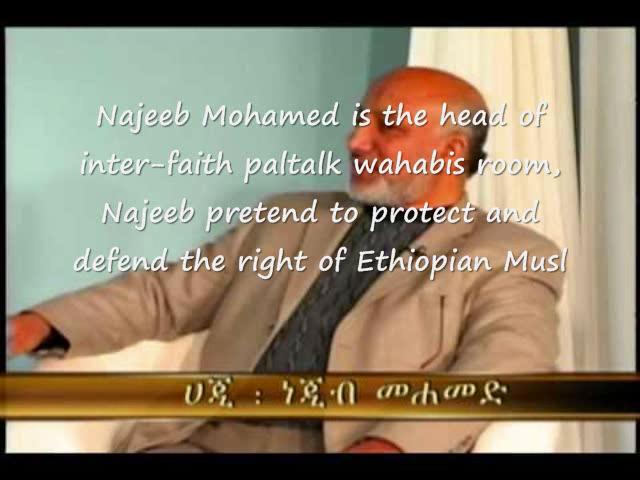 Najeeb Mohamed is the head of
inter-faith paltalk wahabis room,
Najeeb pretend to protect and
defend the right of Ethiopian Musl
ሀጂ : ነጂብ መሐመድ